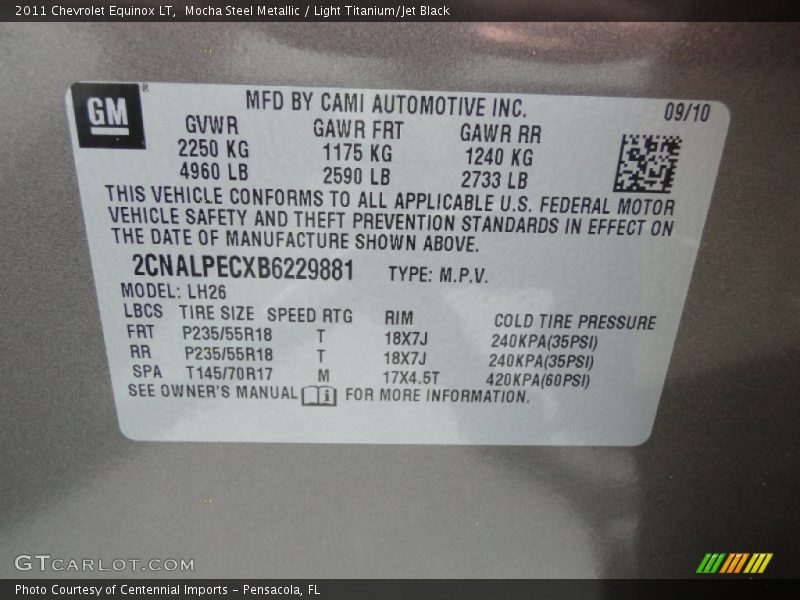 2011 Chevrolet Equinox LT, Mocha Steel Metallic / Light Titanium/Jet Black
GM ®
MFD BY CAMI AUTOMOTIVE INC. 09/10
GVWR GAWR FRT GAWR RR
2250 KG 1175 KG 1240 KG
4960 LB 2590 LB 2733 LB
THIS VEHICLE CONFORMS TO ALL APPLICABLE U.S. FEDERAL MOTOR
VEHICLE SAFETY AND THEFT PREVENTION STANDARDS IN EFFECT ON
THE DATE OF MANUFACTURE SHOWN ABOVE.
2CNALPECXB6229881 TYPE: M.P.V.
MODEL: LH26
LBCS TIRE SIZE SPEED RTG RIM COLD TIRE PRESSURE
FRT P235/55R18 T 18X7J 240KPA(35PSI)
RR P235/55R18 T 18X7J 240KPA(35PSI)
SPA T145/70R17 M 17X4.5T 420KPA(60PSI)
SEE OWNER'S MANUAL i FOR MORE INFORMATION.
GTCARLOT.COM
Photo Courtesy of Centennial Imports – Pensacola, FL